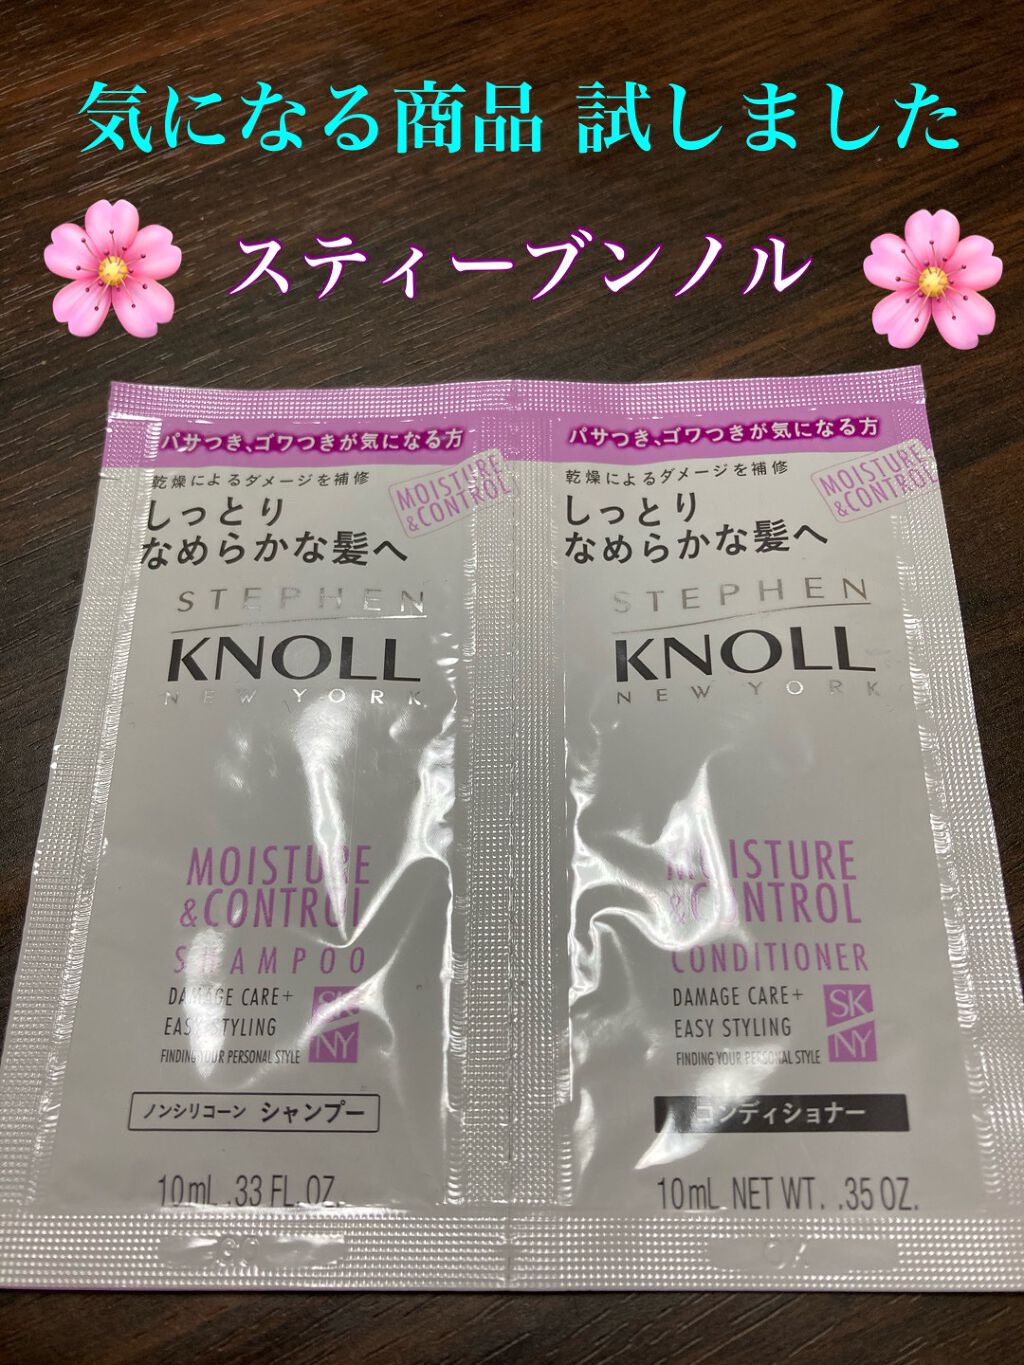 気になる商品 試しました
スティーブンノル
パサつき、ゴワつきが気になる方
乾燥によるダメージを補修
MOISTURE
&CONTROL
しっとり
なめらかな髪へ
STEPHEN
KNOLL
NEW YORK
MOISTURE
&CONTROL
SHAMPOO
DAMAGE CARE+
EASY STYLING
FINDING YOUR PERSONAL STYLE
SK
NY
ノンシリコーン シャンプー
10mL .33 FL.OZ.
パサつき、ゴワつきが気になる方
乾燥によるダメージを補修
MOISTURE
&CONTROL
しっとり
なめらかな髪へ
STEPHEN
KNOLL
NEW YORK
MOISTURE
&CONTROL
CONDITIONER
DAMAGE CARE+
EASY STYLING
FINDING YOUR PERSONAL STYLE
SK
NY
コンディショナー
10mL NET WT. .35 OZ.